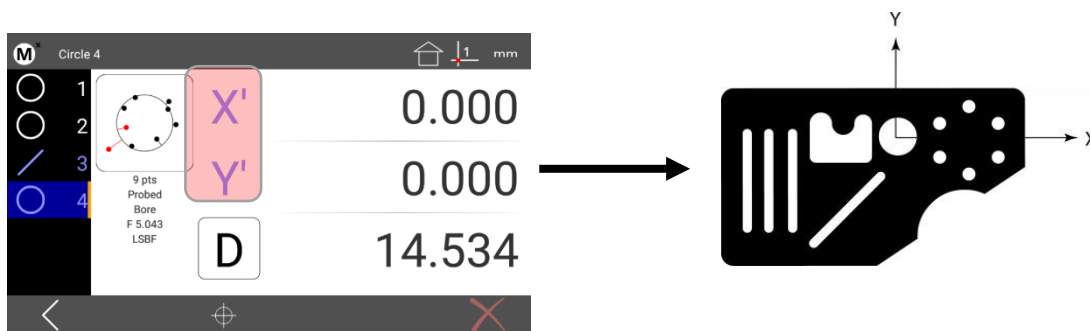 Mx Circle 4 1 mm
1
2
3
4
9 pts
Probed
Bore
F 5.043
LSBF
X' 0.000
Y' 0.000
D 14.534
Y
X